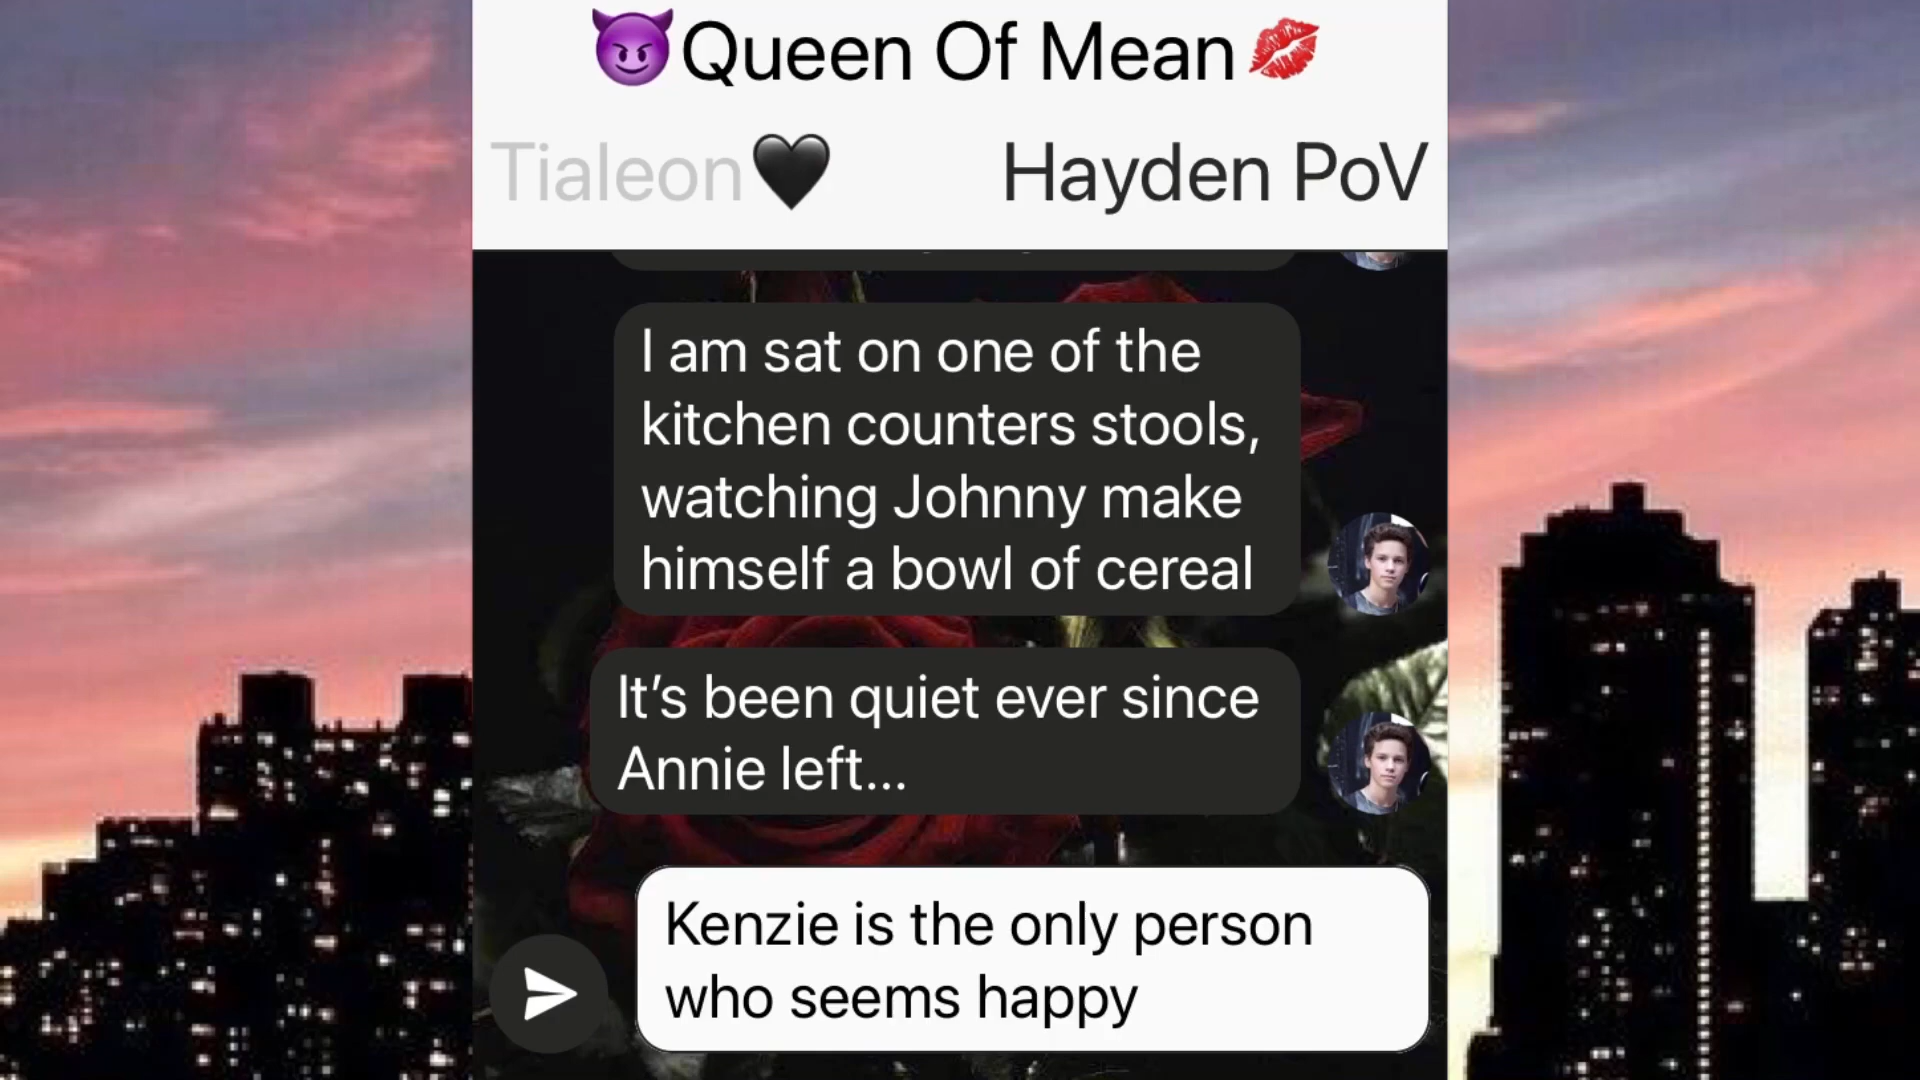 😈Queen Of Mean💋
Tialeon🖤 Hayden PoV
I am sat on one of the
kitchen counters stools,
watching Johnny make
himself a bowl of cereal
It’s been quiet ever since
Annie left...
Kenzie is the only person
who seems happy